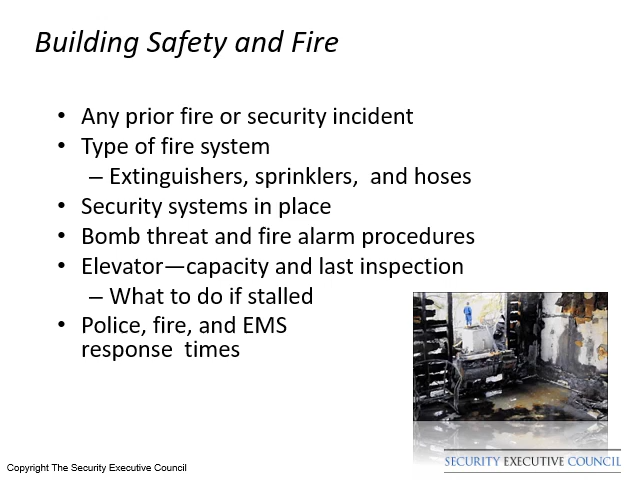 Building Safety and Fire
• Any prior fire or security incident
• Type of fire system
– Extinguishers, sprinklers,  and hoses
• Security systems in place
• Bomb threat and fire alarm procedures
• Elevator—capacity and last inspection
– What to do if stalled
• Police, fire, and EMS
response  times
SECURITY EXECUTIVE COUNCIL
Copyright The Security Executive Council